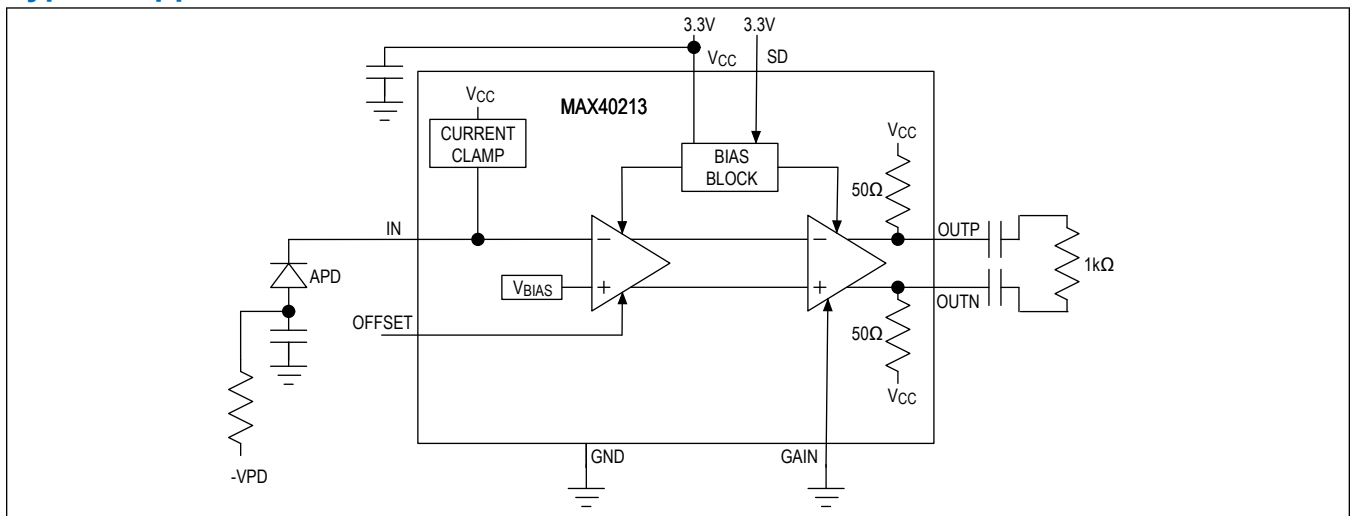 3.3V
3.3V
VCC
SD
VCC
MAX40213
CURRENT
CLAMP
BIAS
BLOCK
VCC
50Ω
IN
OUTP
APD
1kΩ
VBIAS
OUTN
OFFSET
50Ω
VCC
GND
GAIN
-VPD